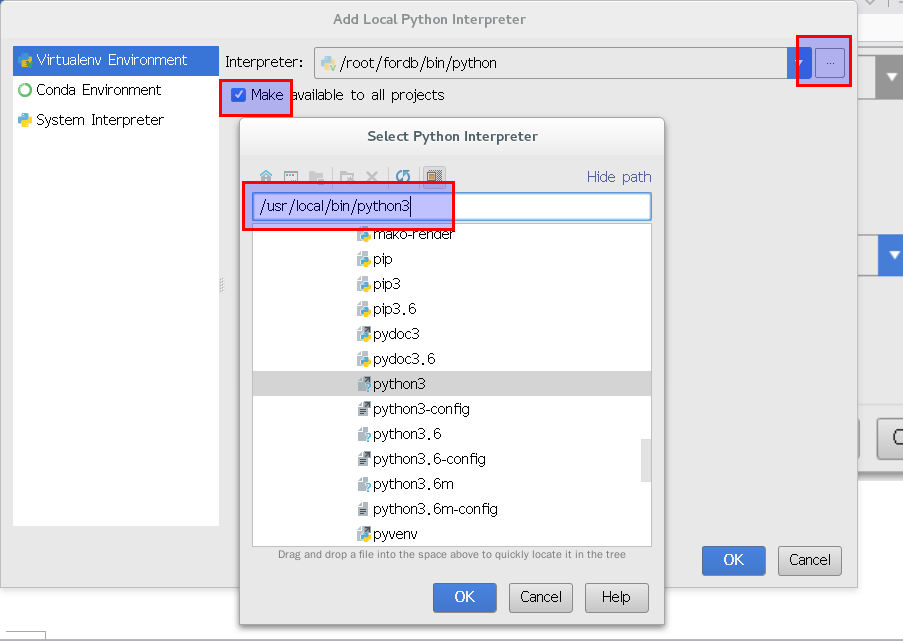 Add Local Python Interpreter
Virtualenv Environment
Conda Environment
System Interpreter
Interpreter: /root/fordb/bin/python ...
Make available to all projects
Select Python Interpreter
Hide path
/usr/local/bin/python3
mako-render
pip
pip3
pip3.6
pydoc3
pydoc3.6
python3
python3-config
python3.6
python3.6-config
python3.6m
python3.6m-config
pyvenv
Drag and drop a file into the space above to quickly locate it in the tree
OK Cancel Help
OK Cancel